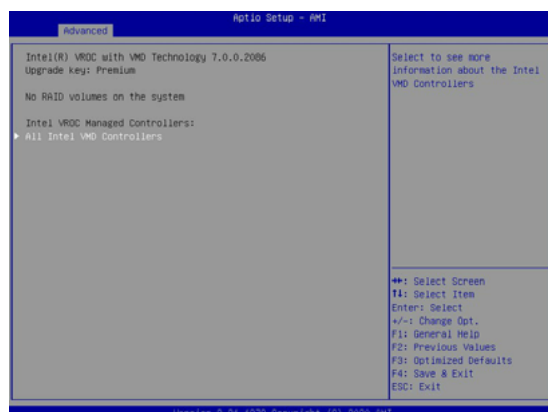 Aptio Setup - AMI
Advanced
Intel(R) VROC with VMD Technology 7.0.0.2086
Upgrade key: Premium
No RAID volumes on the system
Intel VROC Managed Controllers:
▶ All Intel VMD Controllers
Select to see more
information about the Intel
VMD Controllers
↔: Select Screen
↑↓: Select Item
Enter: Select
+/-: Change Opt.
F1: General Help
F2: Previous Values
F3: Optimized Defaults
F4: Save & Exit
ESC: Exit
Version Copyright (C) AMI